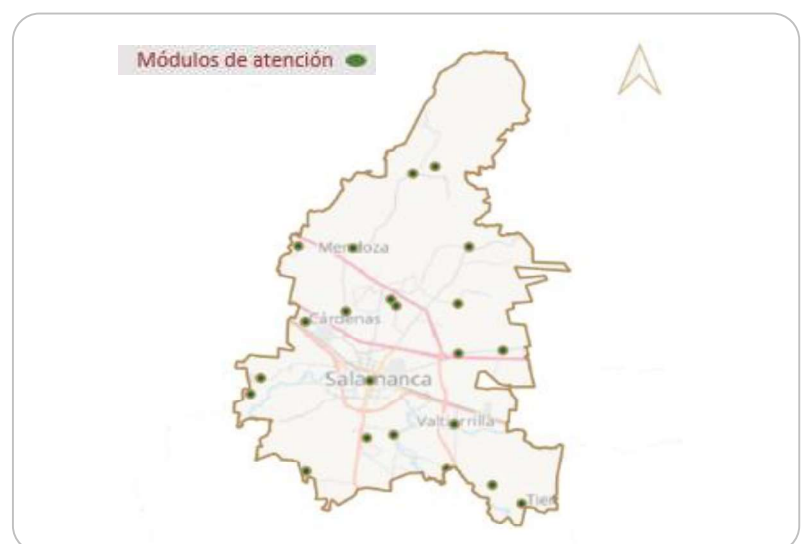 Módulos de atención
Mendoza
Cárdenas
Salamanca
Valtierrilla